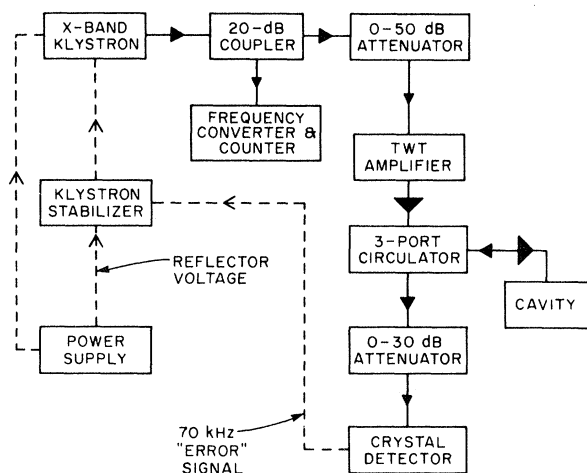 X-BAND
KLYSTRON
20-dB
COUPLER
0-50 dB
ATTENUATOR
FREQUENCY
CONVERTER &
COUNTER
TWT
AMPLIFIER
KLYSTRON
STABILIZER
3-PORT
CIRCULATOR
REFLECTOR
VOLTAGE
CAVITY
POWER
SUPPLY
0-30 dB
ATTENUATOR
70 kHz
"ERROR"
SIGNAL
CRYSTAL
DETECTOR